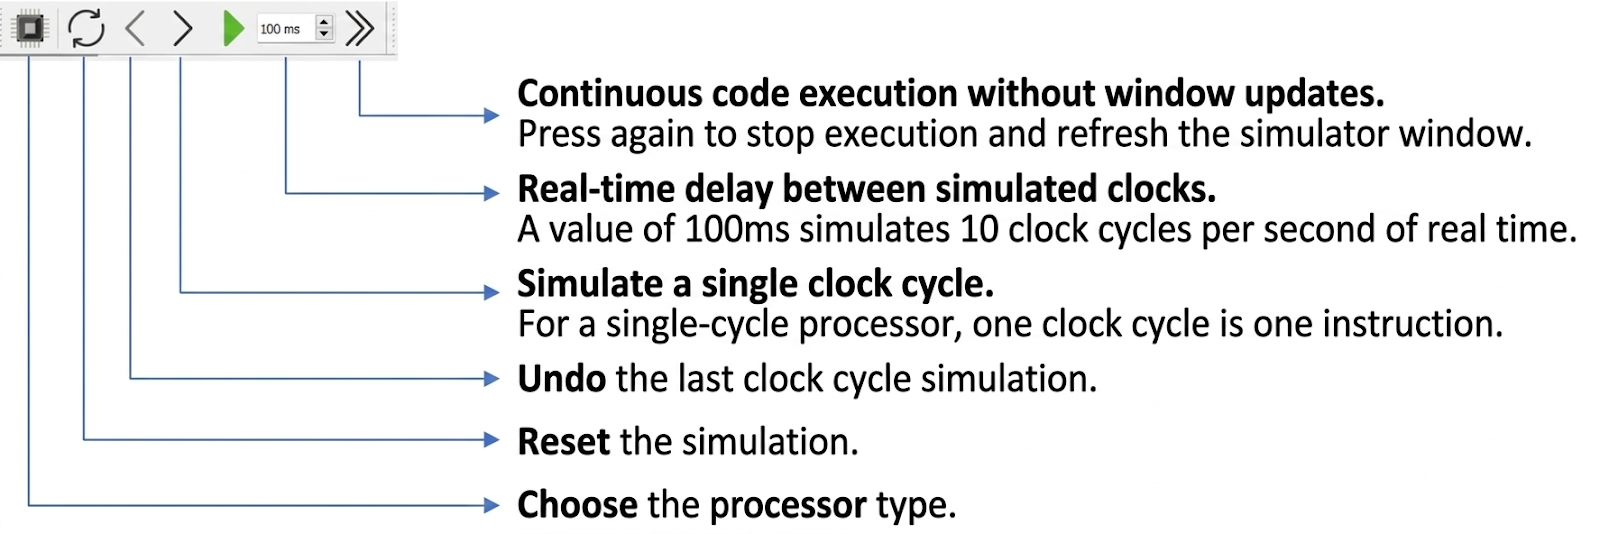 100 ms
Continuous code execution without window updates.
Press again to stop execution and refresh the simulator window.
Real-time delay between simulated clocks.
A value of 100ms simulates 10 clock cycles per second of real time.
Simulate a single clock cycle.
For a single-cycle processor, one clock cycle is one instruction.
Undo the last clock cycle simulation.
Reset the simulation.
Choose the processor type.